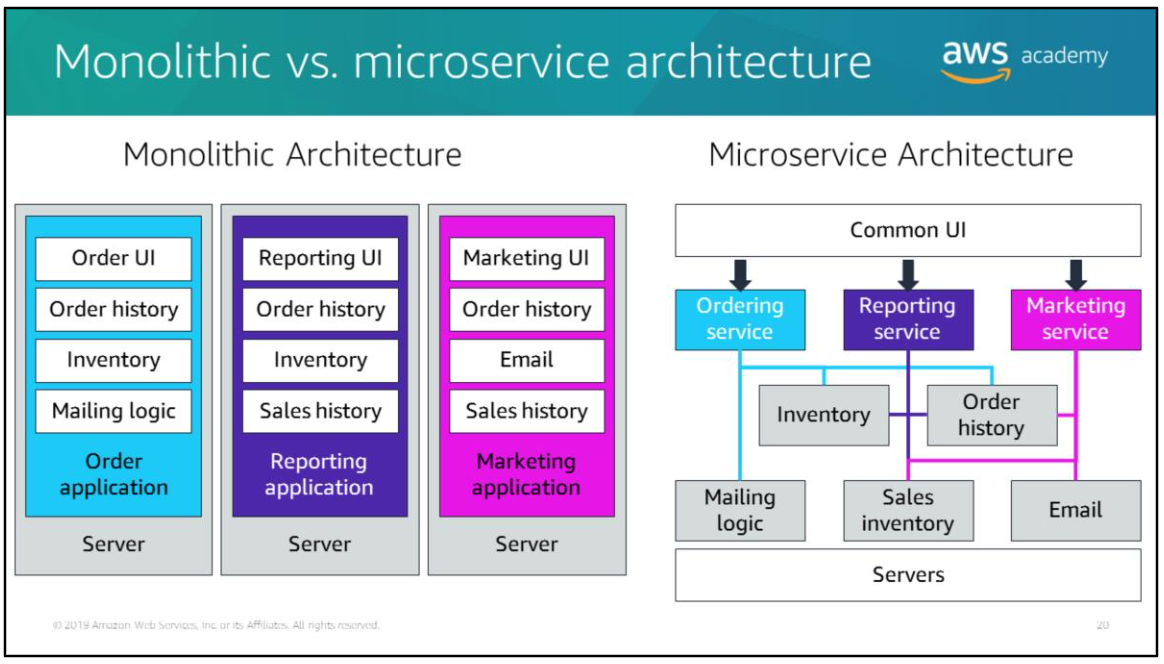 Monolithic vs. microservice architecture
aws academy
Monolithic Architecture
Order UI
Order history
Inventory
Mailing logic
Order
application
Server
Reporting UI
Order history
Inventory
Sales history
Reporting
application
Server
Marketing UI
Order history
Email
Sales history
Marketing
application
Server
Microservice Architecture
Common UI
Ordering
service
Reporting
service
Marketing
service
Inventory
Order
history
Mailing
logic
Sales
inventory
Email
Servers
© 2019 Amazon Web Services, Inc. or its Affiliates. All rights reserved.
20